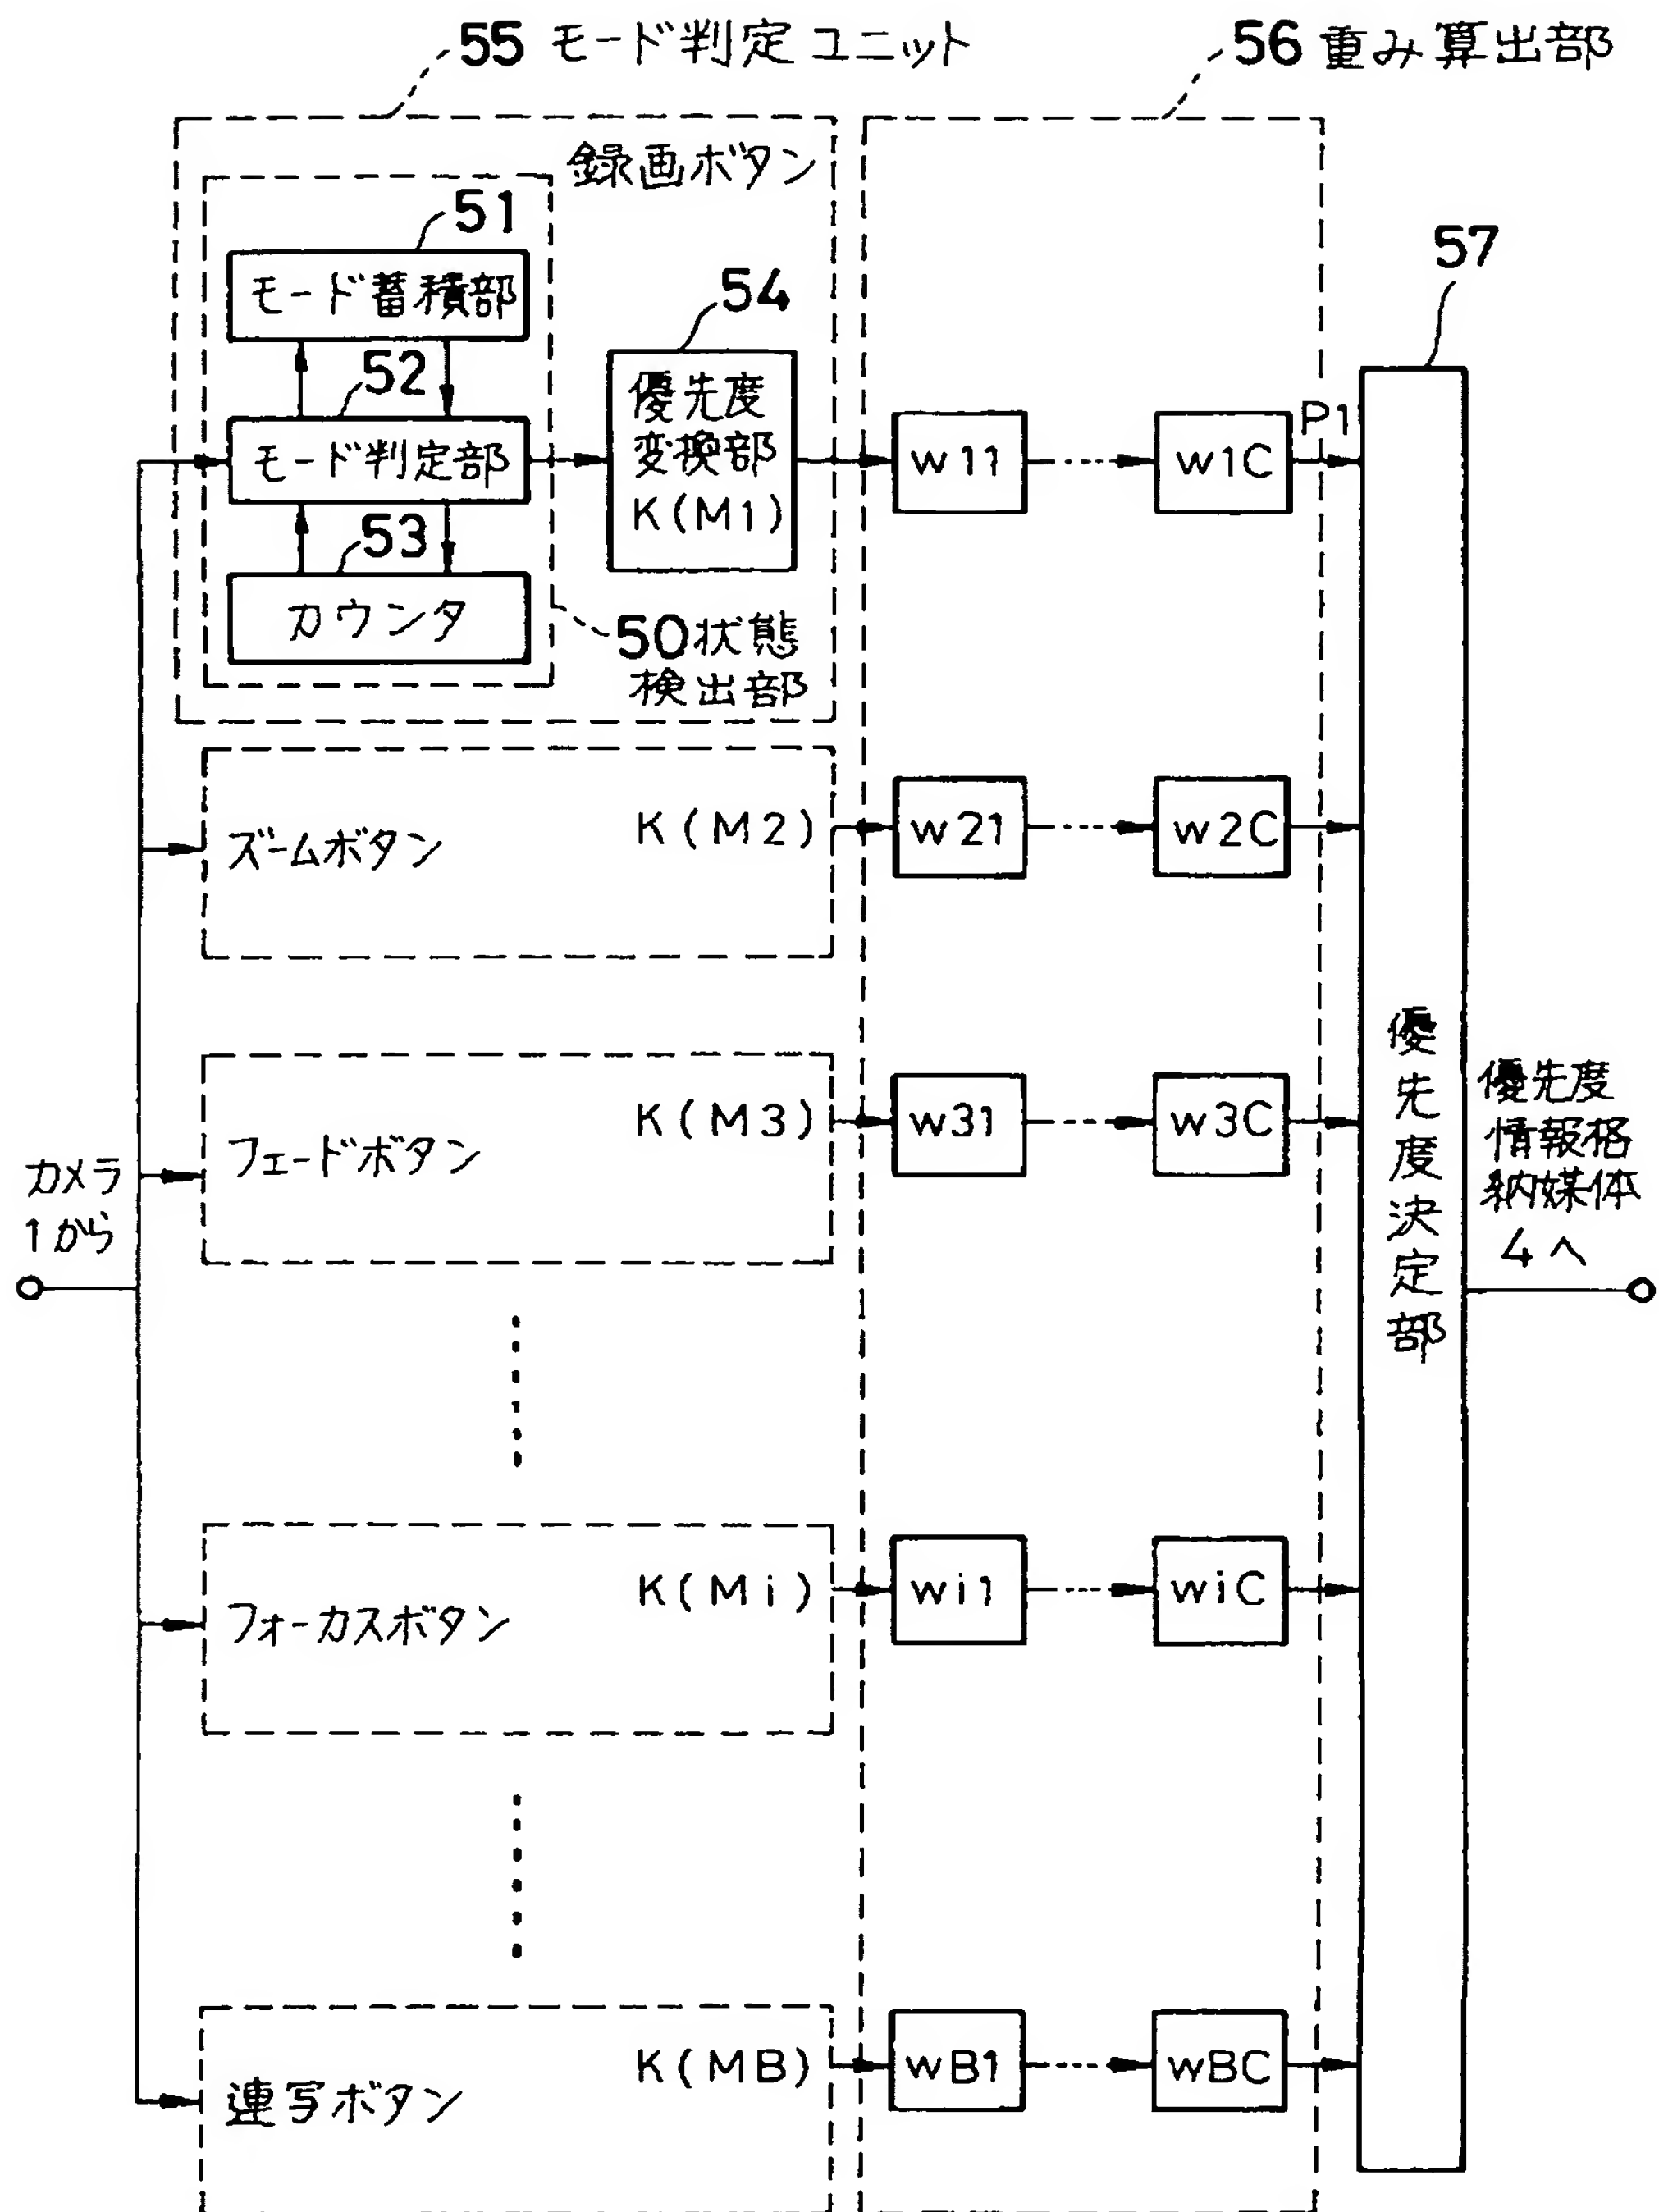 55 モード判定ユニット
56 重み算出部
録画ボタン
51
モード蓄積部
52
モード判定部
53
カウンタ
50状態
検出部
54
優先度
変換部
K(M1)
w11
w1C
P1
57
ズームボタン
K(M2)
w21
w2C
フェードボタン
K(M3)
w31
w3C
カメラ
1から
優先度決定部
優先度
情報格
納媒体
4へ
フォーカスボタン
K(Mi)
wi1
wiC
連写ボタン
K(MB)
wB1
wBC